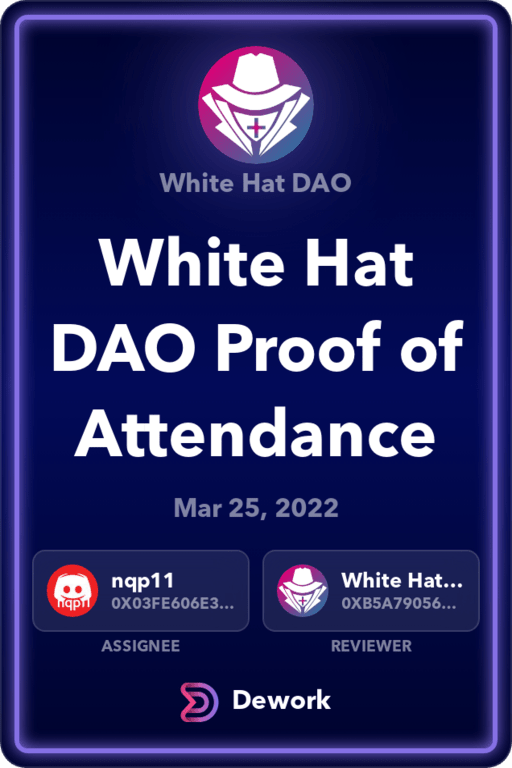 White Hat DAO
White Hat
DAO Proof of
Attendance
Mar 25, 2022
nqp11
nqp11
0X03FE606E3...
White Hat...
0XB5A79056...
ASSIGNEE
REVIEWER
Dework